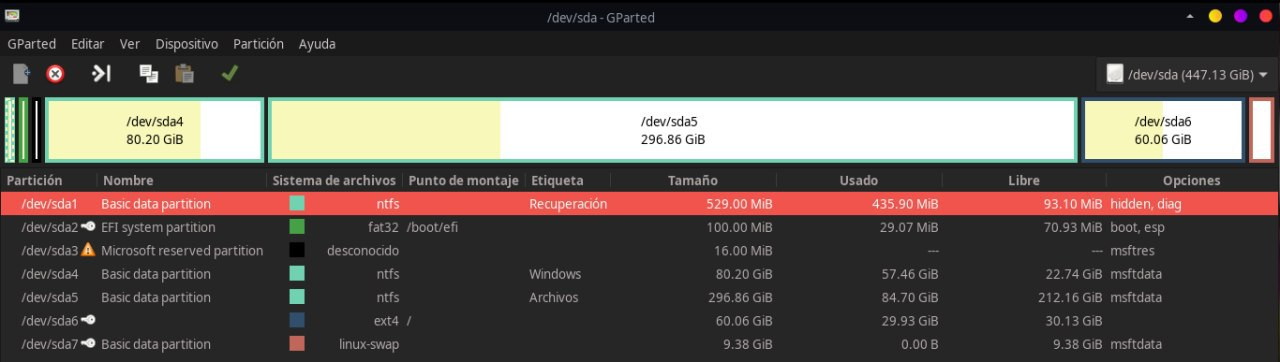 /dev/sda - GParted
GParted Editar Ver Dispositivo Partición Ayuda
/dev/sda (447.13 GiB)
/dev/sda4 /dev/sda5 /dev/sda6
80.20 GiB 296.86 GiB 60.06 GiB
Partición Nombre Sistema de archivos Punto de montaje Etiqueta Tamaño Usado Libre Opciones
/dev/sda1 Basic data partition ntfs Recuperación 529.00 MiB 435.90 MiB 93.10 MiB hidden, diag
/dev/sda2 EFI system partition fat32 /boot/efi 100.00 MiB 29.07 MiB 70.93 MiB boot, esp
/dev/sda3 Microsoft reserved partition desconocido 16.00 MiB --- --- msftres
/dev/sda4 Basic data partition ntfs Windows 80.20 GiB 57.46 GiB 22.74 GiB msftdata
/dev/sda5 Basic data partition ntfs Archivos 296.86 GiB 84.70 GiB 212.16 GiB msftdata
/dev/sda6 ext4 / 60.06 GiB 29.93 GiB 30.13 GiB
/dev/sda7 Basic data partition linux-swap 9.38 GiB 0.00 B 9.38 GiB msftdata